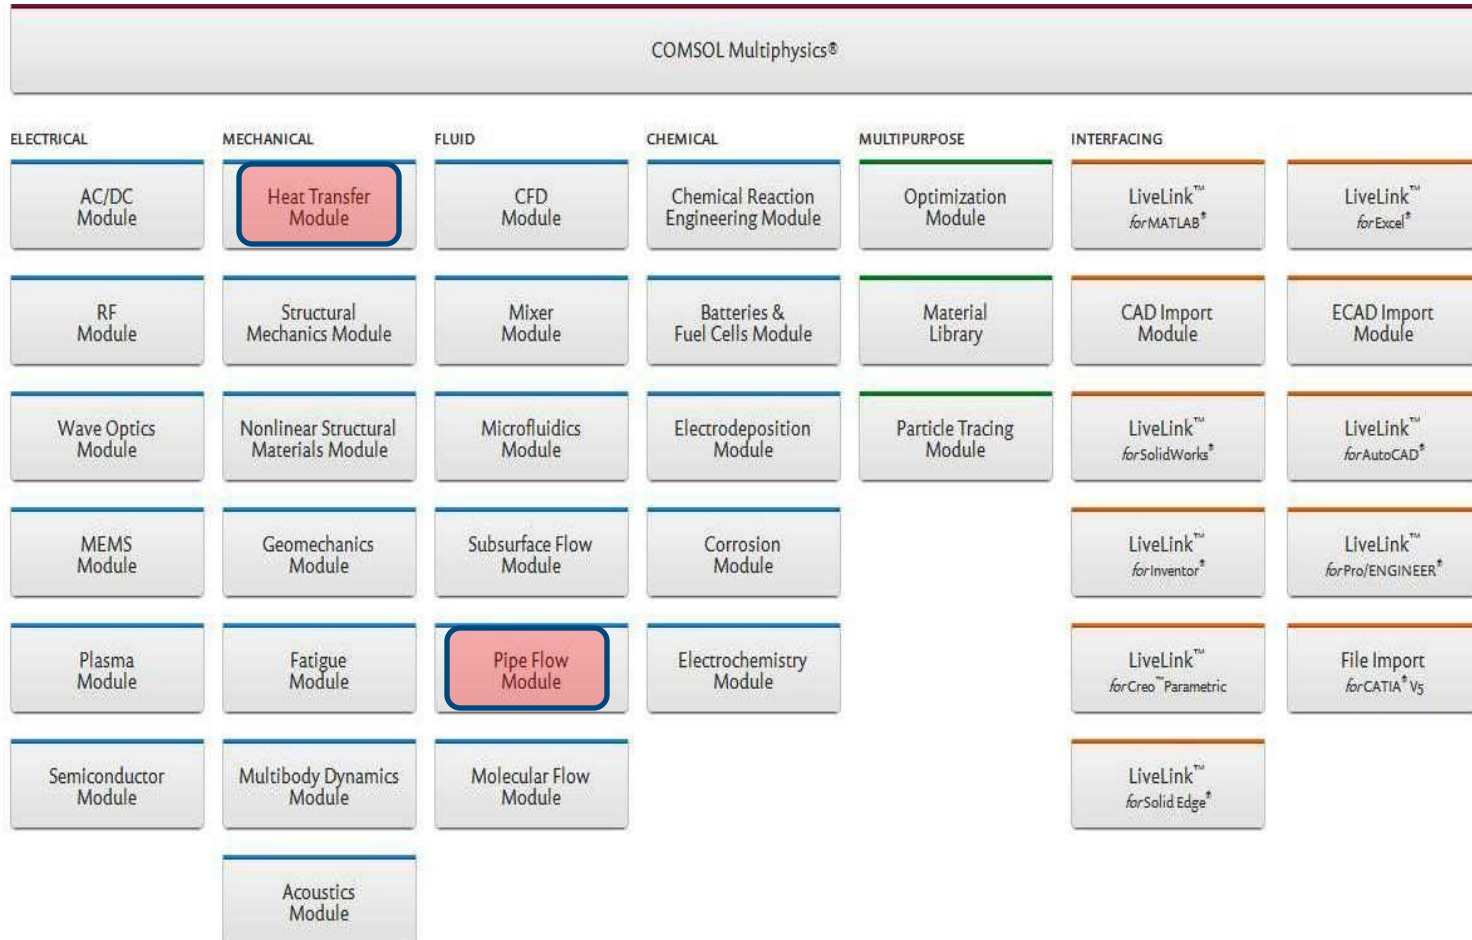 COMSOL Multiphysics®
ELECTRICAL
AC/DC
Module
RF
Module
Wave Optics
Module
MEMS
Module
Plasma
Module
Semiconductor
Module
MECHANICAL
Heat Transfer
Module
Structural
Mechanics Module
Nonlinear Structural
Materials Module
Geomechanics
Module
Fatigue
Module
Multibody Dynamics
Module
Acoustics
Module
FLUID
CFD
Module
Mixer
Module
Microfluidics
Module
Subsurface Flow
Module
Pipe Flow
Module
Molecular Flow
Module
CHEMICAL
Chemical Reaction
Engineering Module
Batteries &
Fuel Cells Module
Electrodeposition
Module
Corrosion
Module
Electrochemistry
Module
MULTIPURPOSE
Optimization
Module
Material
Library
Particle Tracing
Module
INTERFACING
LiveLink™
for MATLAB®
LiveLink™
for Excel®
CAD Import
Module
ECAD Import
Module
LiveLink™
for SolidWorks®
LiveLink™
for AutoCAD®
LiveLink™
for Inventor®
LiveLink™
for Pro/ENGINEER®
LiveLink™
for Creo™ Parametric
File Import
for CATIA® V5
LiveLink™
for Solid Edge®